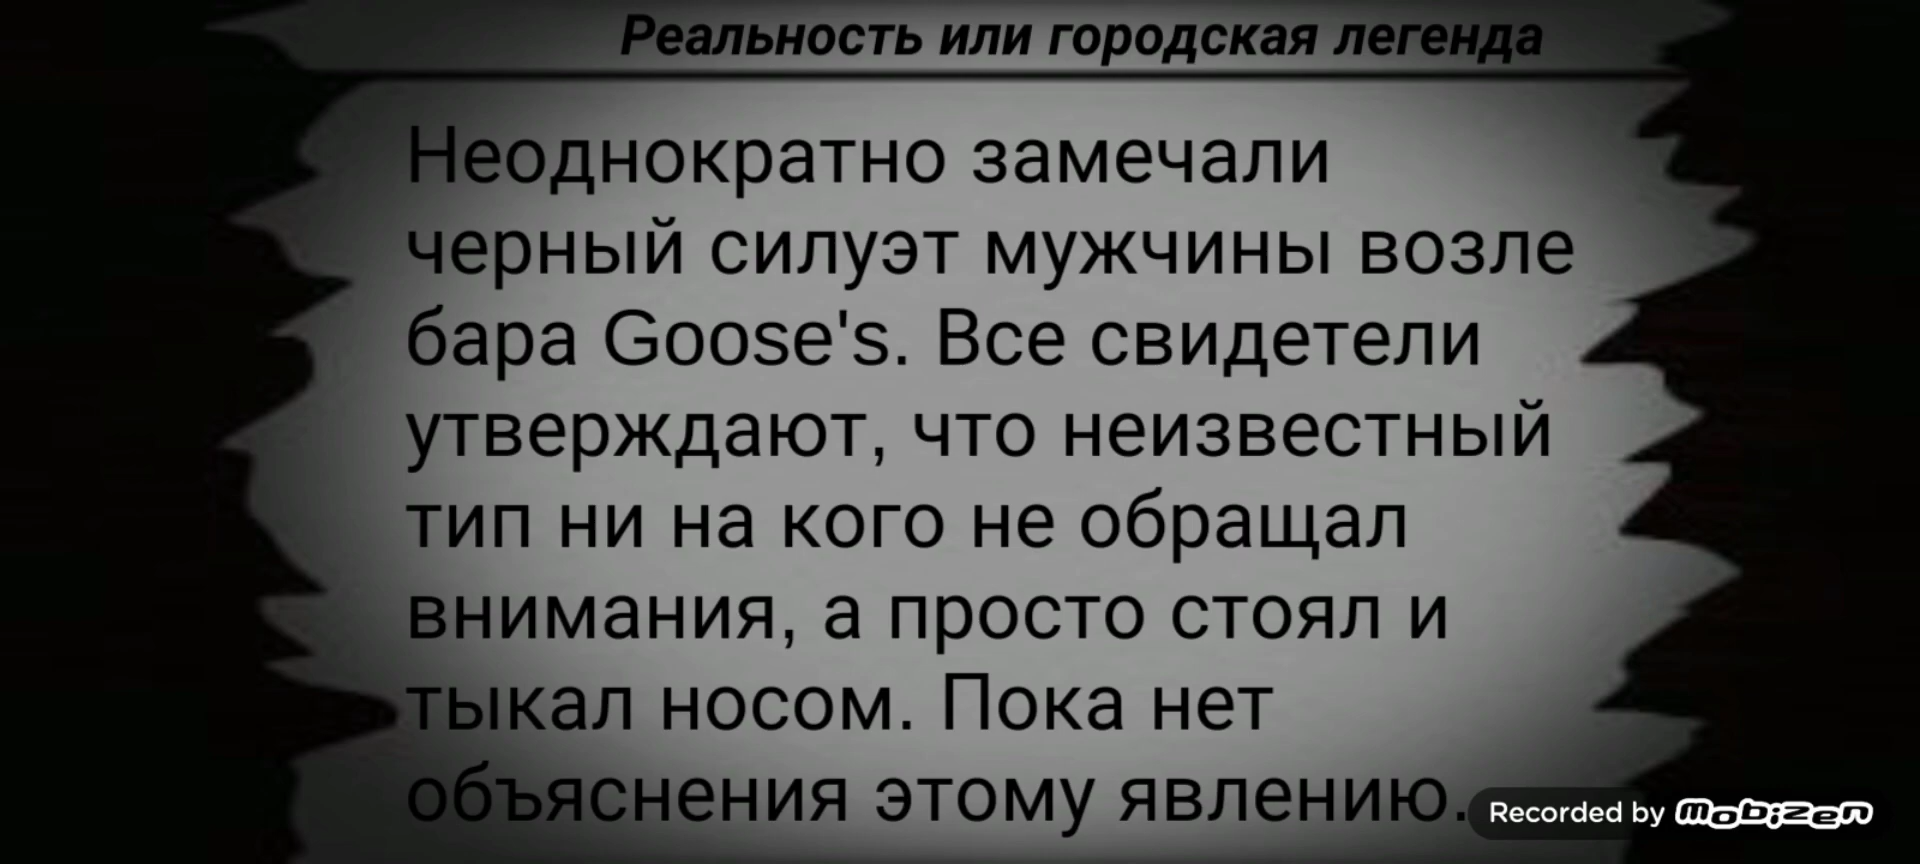 Реальность или городская легенда
Неоднократно замечали
черный силуэт мужчины возле
бара Goose's. Все свидетели
утверждают, что неизвестный
тип ни на кого не обращал
внимания, а просто стоял и
тыкал носом. Пока нет
объяснения этому явлению.
Recorded by mobizen